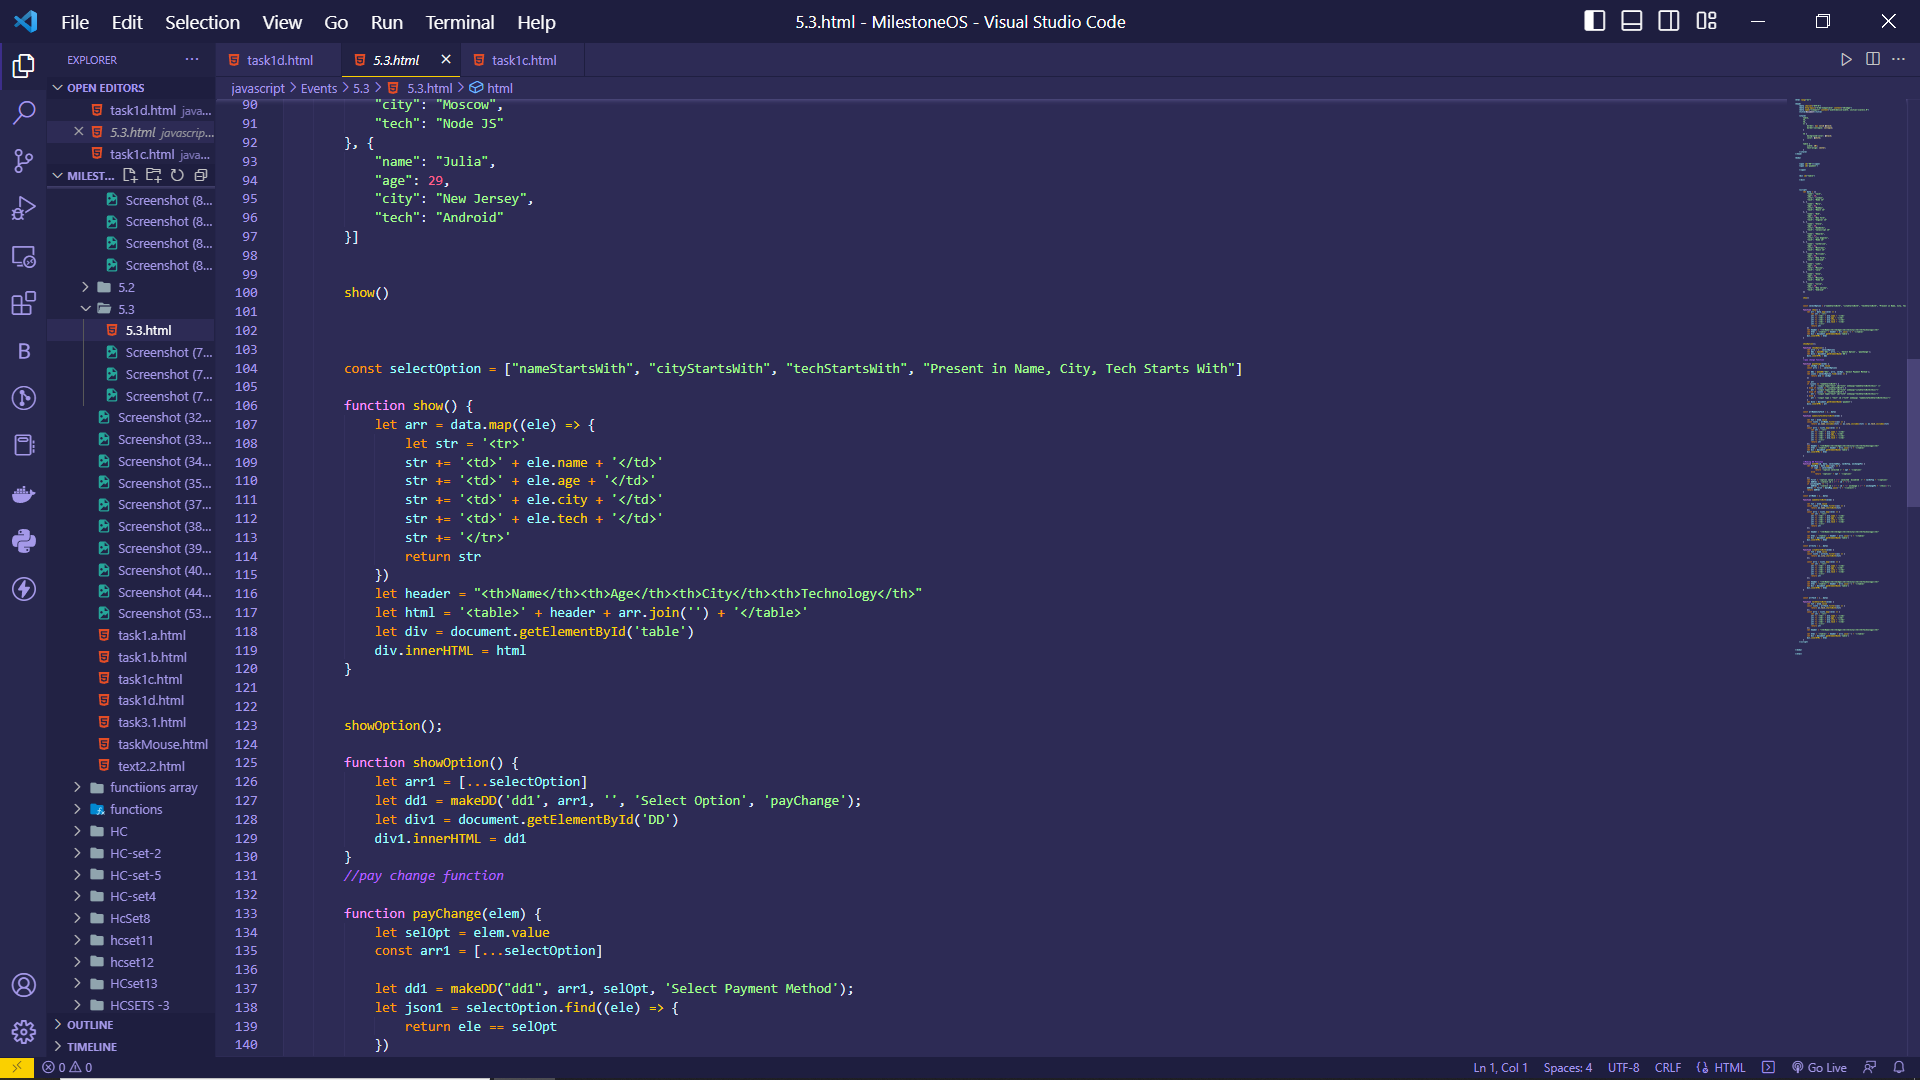 File Edit Selection View Go Run Terminal Help
5.3.html - MilestoneOS - Visual Studio Code
EXPLORER
task1d.html
5.3.html
task1c.html
OPEN EDITORS
javascript > Events > 5.3 > 5.3.html > html
task1d.html java...
5.3.html javascrip...
task1c.html java...
MILEST...
Screenshot (8...
Screenshot (8...
Screenshot (8...
Screenshot (8...
5.2
5.3
5.3.html
Screenshot (7...
Screenshot (7...
Screenshot (7...
Screenshot (32...
Screenshot (33...
Screenshot (34...
Screenshot (35...
Screenshot (37...
Screenshot (38...
Screenshot (39...
Screenshot (40...
Screenshot (44...
Screenshot (53...
task1.a.html
task1.b.html
task1c.html
task1d.html
task3.1.html
taskMouse.html
text2.2.html
functiions array
functions
HC
HC-set-2
HC-set-5
HC-set4
HcSet8
hcset11
hcset12
HCset13
HCSETS -3
OUTLINE
TIMELINE
90 "city": "Moscow",
91 "tech": "Node JS"
92 }, {
93 "name": "Julia",
94 "age": 29,
95 "city": "New Jersey",
96 "tech": "Android"
97 }]
98
99
100 show()
101
102
103
104 const selectOption = ["nameStartsWith", "cityStartsWith", "techStartsWith", "Present in Name, City, Tech Starts With"]
105
106 function show() {
107 let arr = data.map((ele) => {
108 let str = '<tr>'
109 str += '<td>' + ele.name + '</td>'
110 str += '<td>' + ele.age + '</td>'
111 str += '<td>' + ele.city + '</td>'
112 str += '<td>' + ele.tech + '</td>'
113 str += '</tr>'
114 return str
115 })
116 let header = "<th>Name</th><th>Age</th><th>City</th><th>Technology</th>"
117 let html = '<table>' + header + arr.join('') + '</table>'
118 let div = document.getElementById('table')
119 div.innerHTML = html
120 }
121
122
123 showOption();
124
125 function showOption() {
126 let arr1 = [...selectOption]
127 let dd1 = makeDD('dd1', arr1, '', 'Select Option', 'payChange');
128 let div1 = document.getElementById('DD')
129 div1.innerHTML = dd1
130 }
131 //pay change function
132
133 function payChange(elem) {
134 let selOpt = elem.value
135 const arr1 = [...selectOption]
136
137 let dd1 = makeDD("dd1", arr1, selOpt, 'Select Payment Method');
138 let json1 = selectOption.find((ele) => {
139 return ele == selOpt
140 })
0 0
Ln 1, Col 1 Spaces: 4 UTF-8 CRLF HTML Go Live